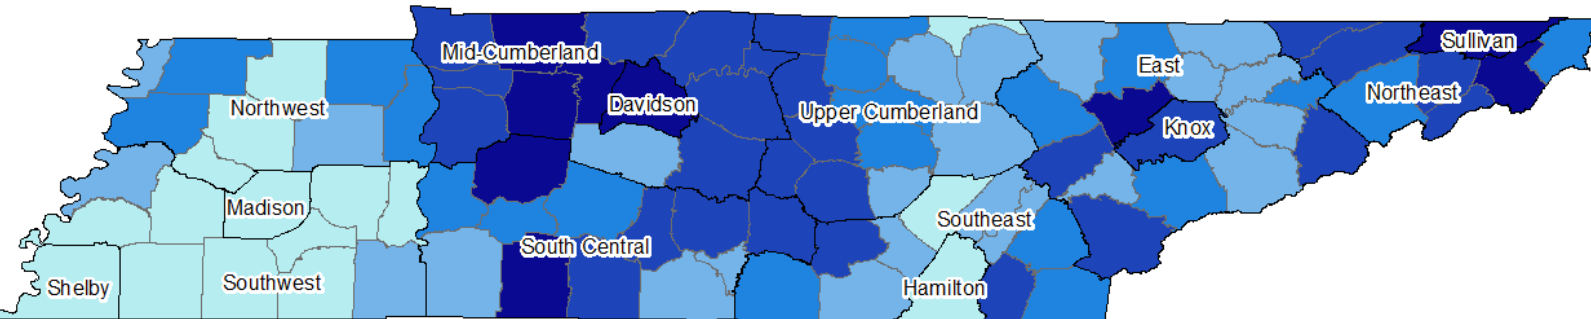 Sullivan
Mid-Cumberland
East
Northeast
Northwest
Davidson
Upper Cumberland
Knox
Madison
Southeast
South Central
Shelby
Southwest
Hamilton